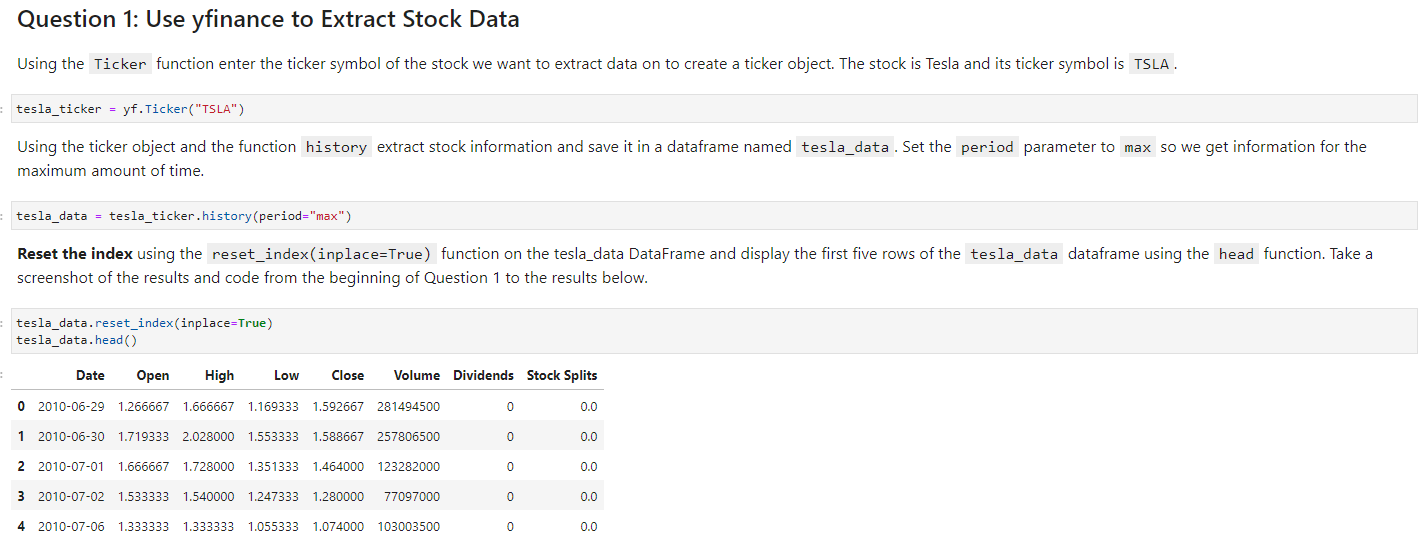 Question 1: Use yfinance to Extract Stock Data
Using the Ticker function enter the ticker symbol of the stock we want to extract data on to create a ticker object. The stock is Tesla and its ticker symbol is TSLA.
tesla_ticker = yf.Ticker("TSLA")
Using the ticker object and the function history extract stock information and save it in a dataframe named tesla_data. Set the period parameter to max so we get information for the
maximum amount of time.
tesla_data = tesla_ticker.history(period="max")
Reset the index using the reset_index(inplace=True) function on the tesla_data DataFrame and display the first five rows of the tesla_data dataframe using the head function. Take a
screenshot of the results and code from the beginning of Question 1 to the results below.
tesla_data.reset_index(inplace=True)
tesla_data.head()
Date Open High Low Close Volume Dividends Stock Splits
0 2010-06-29 1.266667 1.666667 1.169333 1.592667 281494500 0 0.0
1 2010-06-30 1.719333 2.028000 1.553333 1.588667 257806500 0 0.0
2 2010-07-01 1.666667 1.728000 1.351333 1.464000 123282000 0 0.0
3 2010-07-02 1.533333 1.540000 1.247333 1.280000 77097000 0 0.0
4 2010-07-06 1.333333 1.333333 1.055333 1.074000 103003500 0 0.0